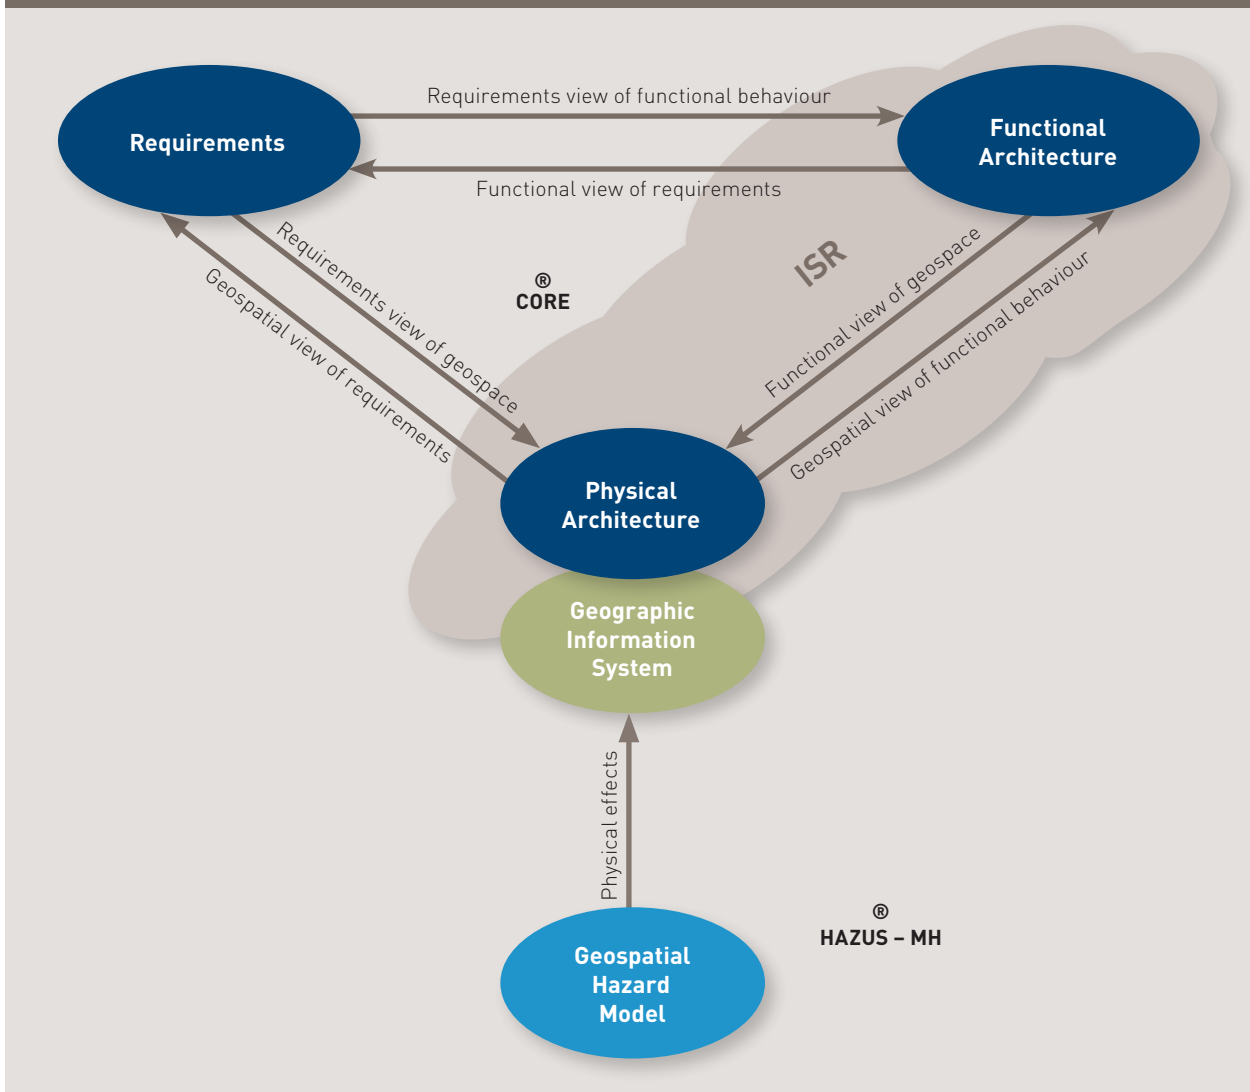 Requirements view of functional behaviour
Requirements
Functional
Architecture
Functional view of requirements
ISR
Requirements view of geospace
Geospatial view of requirements
®
CORE
Functional view of geospace
Geospatial view of functional behaviour
Physical
Architecture
Geographic
Information
System
Physical effects
®
HAZUS – MH
Geospatial
Hazard
Model